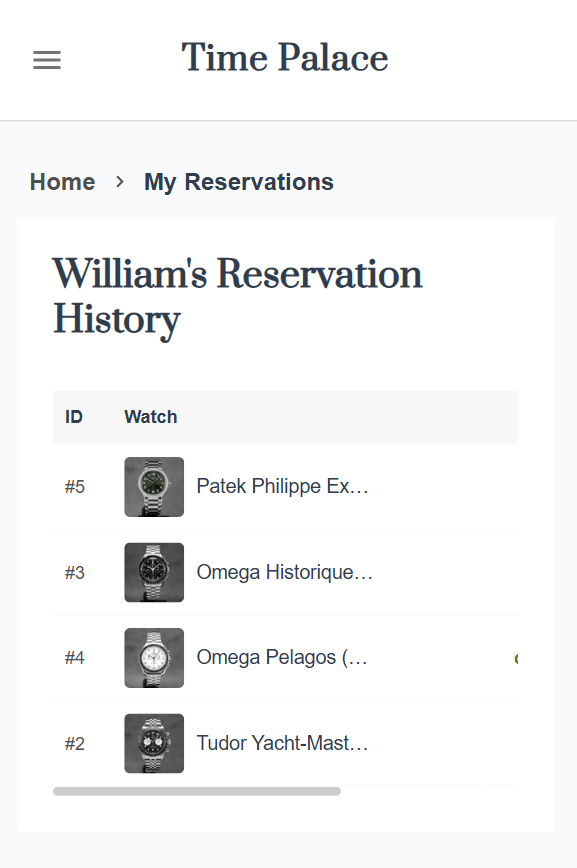 Time Palace
Home > My Reservations
William's Reservation
History
ID Watch
#5 Patek Philippe Ex…
#3 Omega Historique…
#4 Omega Pelagos (…
#2 Tudor Yacht-Mast…